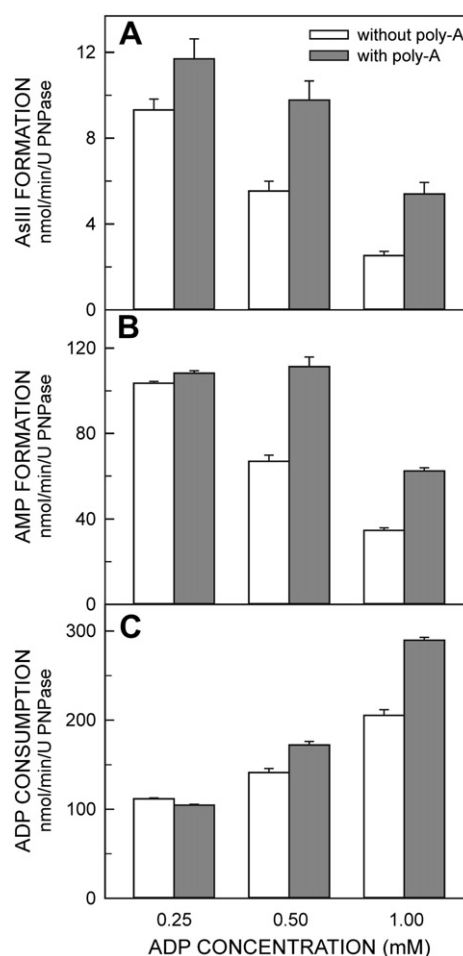 A
without poly-A
with poly-A
12
9
6
4
0
AsIII FORMATION
nmol/min/U PNPase
B
120
80
40
0
AMP FORMATION
nmol/min/U PNPase
C
300
200
100
0
ADP CONSUMPTION
nmol/min/U PNPase
0.25 0.50 1.00
ADP CONCENTRATION (mM)